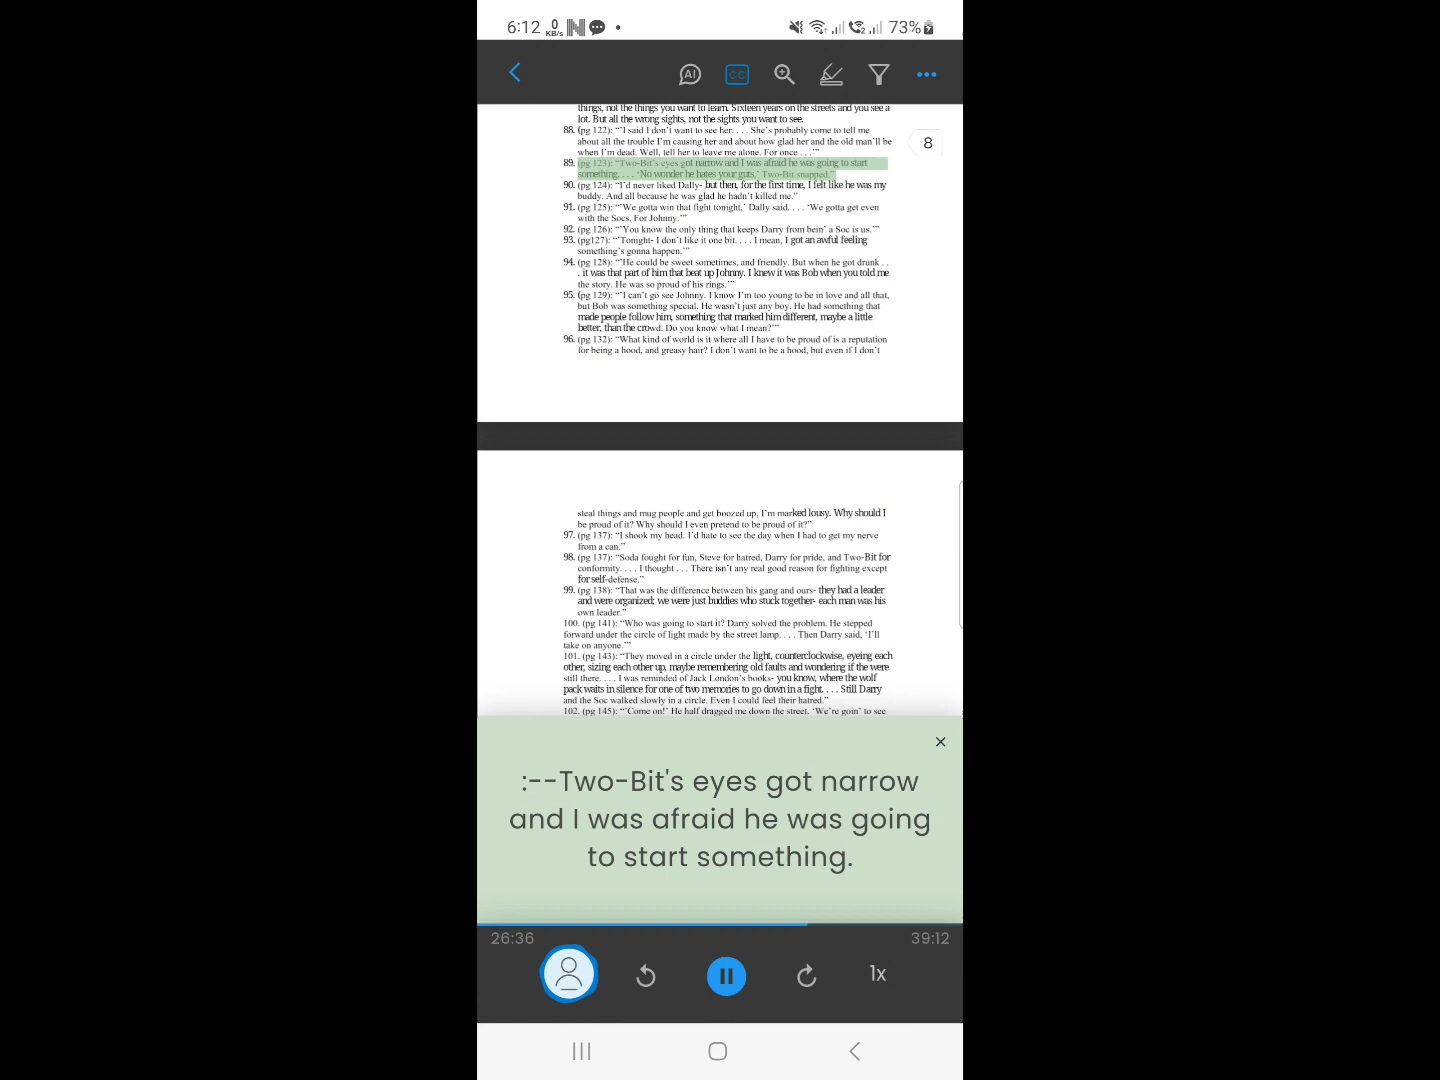 6:12 0 KB/s 73%
AI CC
things, not the things you want to learn. Sixteen years on the streets and you see a
lot. But all the wrong sights, not the sights you want to see.
8
88. (pg 122): “‘I said I don’t want to see her. . . . She’s probably come to tell me
about all the trouble I’m causing her and about how glad her and the old man’ll be
when I’m dead. Well, tell her to leave me alone. For once . . .’”
89. (pg 123): “Two-Bit’s eyes got narrow and I was afraid he was going to start
something. . . . ‘No wonder he hates your guts,’ Two-Bit snapped.”
90. (pg 124): “I’d never liked Dally- but then, for the first time, I felt like he was my
buddy. And all because he was glad he hadn’t killed me.”
91. (pg 125): “‘We gotta win that fight tonight,’ Dally said. . . . ‘We gotta get even
with the Socs. For Johnny.’”
92. (pg 126): “‘You know the only thing that keeps Darry from bein’ a Soc is us.’”
93. (pg127): “‘Tonight- I don’t like it one bit. . . . I mean, I got an awful feeling
something’s gonna happen.’”
94. (pg 128): “‘He could be sweet sometimes, and friendly. But when he got drunk . .
. it was that part of him that beat up Johnny. I knew it was Bob when you told me
the story. He was so proud of his rings.’”
95. (pg 129): “‘I can’t go see Johnny. I know I’m too young to be in love and all that,
but Bob was something special. He wasn’t just any boy. He had something that
made people follow him, something that marked him different, maybe a little
better, than the crowd. Do you know what I mean?’”
96. (pg 132): “What kind of world is it where all I have to be proud of is a reputation
for being a hood, and greasy hair? I don’t want to be a hood, but even if I don’t
steal things and mug people and get boozed up, I’m marked lousy. Why should I
be proud of it? Why should I even pretend to be proud of it?”
97. (pg 137): “I shook my head. I’d hate to see the day when I had to get my nerve
from a can.”
98. (pg 137): “Soda fought for fun, Steve for hatred, Darry for pride, and Two-Bit for
conformity. . . . I thought . . . There isn’t any real good reason for fighting except
for self-defense.”
99. (pg 138): “That was the difference between his gang and ours- they had a leader
and were organized; we were just buddies who stuck together- each man was his
own leader.”
100. (pg 141): “Who was going to start it? Darry solved the problem. He stepped
forward under the circle of light made by the street lamp. . . . Then Darry said, ‘I’ll
take on anyone.’”
101. (pg 143): “They moved in a circle under the light, counterclockwise, eyeing each
other, sizing each other up, maybe remembering old faults and wondering if the were
still there. . . . I was reminded of Jack London’s books- you know, where the wolf
pack waits in silence for one of two memories to go down in a fight. . . . Still Darry
and the Soc walked slowly in a circle. Even I could feel their hatred.”
102. (pg 145): “‘Come on!’ He half dragged me down the street. ‘We’re goin’ to see
:--Two-Bit's eyes got narrow
and I was afraid he was going
to start something.
26:36 39:12
1x